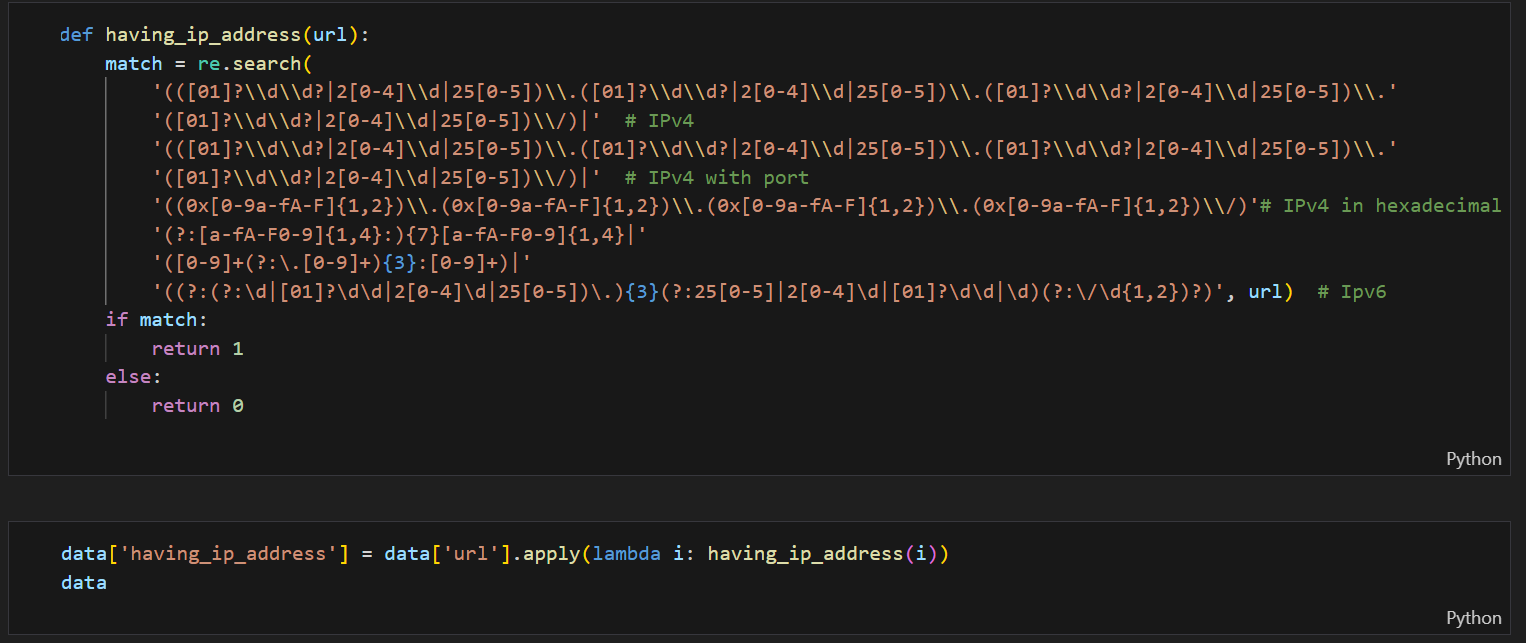 def having_ip_address(url):
match = re.search(
'(([01]?\\d\\d?|2[0-4]\\d|25[0-5])\\.([01]?\\d\\d?|2[0-4]\\d|25[0-5])\\.([01]?\\d\\d?|2[0-4]\\d|25[0-5])\\.'
'([01]?\\d\\d?|2[0-4]\\d|25[0-5])\\/)|'  # IPv4
'(([01]?\\d\\d?|2[0-4]\\d|25[0-5])\\.([01]?\\d\\d?|2[0-4]\\d|25[0-5])\\.([01]?\\d\\d?|2[0-4]\\d|25[0-5])\\.'
'([01]?\\d\\d?|2[0-4]\\d|25[0-5])\\/)|'  # IPv4 with port
'((0x[0-9a-fA-F]{1,2})\\.(0x[0-9a-fA-F]{1,2})\\.(0x[0-9a-fA-F]{1,2})\\.(0x[0-9a-fA-F]{1,2})\\/)'# IPv4 in hexadecimal
'(?:[a-fA-F0-9]{1,4}:){7}[a-fA-F0-9]{1,4}|'
'([0-9]+(?:\.[0-9]+){3}:[0-9]+)|'
'((?:(?:\d|[01]?\d\d|2[0-4]\d|25[0-5])\.){3}(?:25[0-5]|2[0-4]\d|[01]?\d\d|\d)(?:\/\d{1,2})?)', url)  # Ipv6
if match:
return 1
else:
return 0
Python
data['having_ip_address'] = data['url'].apply(lambda i: having_ip_address(i))
data
Python